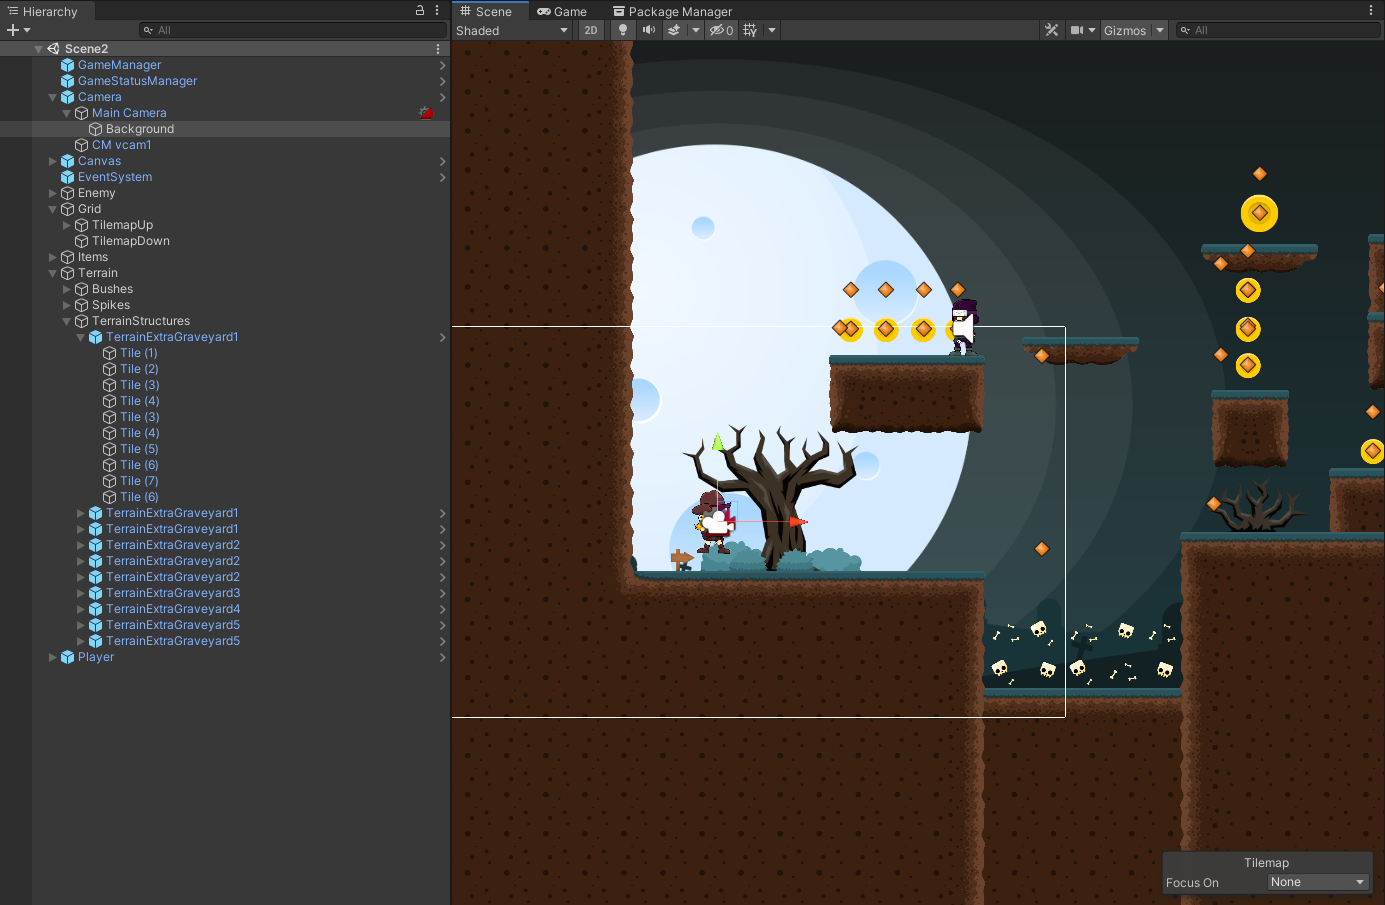 Hierarchy
All
Scene2
GameManager
GameStatusManager
Camera
Main Camera
Background
CM vcam1
Canvas
EventSystem
Enemy
Grid
TilemapUp
TilemapDown
Items
Terrain
Bushes
Spikes
TerrainStructures
TerrainExtraGraveyard1
Tile (1)
Tile (2)
Tile (3)
Tile (4)
Tile (3)
Tile (4)
Tile (5)
Tile (6)
Tile (7)
Tile (6)
TerrainExtraGraveyard1
TerrainExtraGraveyard1
TerrainExtraGraveyard2
TerrainExtraGraveyard2
TerrainExtraGraveyard2
TerrainExtraGraveyard3
TerrainExtraGraveyard4
TerrainExtraGraveyard5
TerrainExtraGraveyard5
Player
Scene Game Package Manager
Shaded 2D 0 Gizmos All
Tilemap
Focus On None